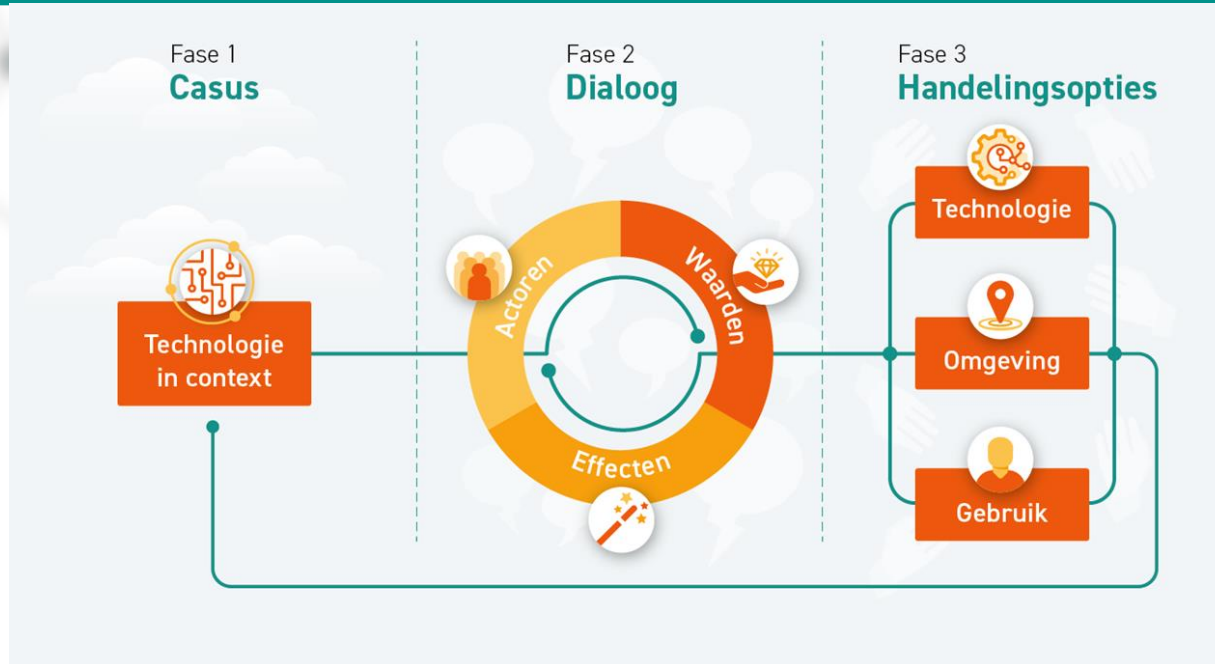 Fase 1
Casus
Fase 2
Dialoog
Fase 3
Handelingsopties
Technologie
in context
Actoren
Waarden
Effecten
Technologie
Omgeving
Gebruik